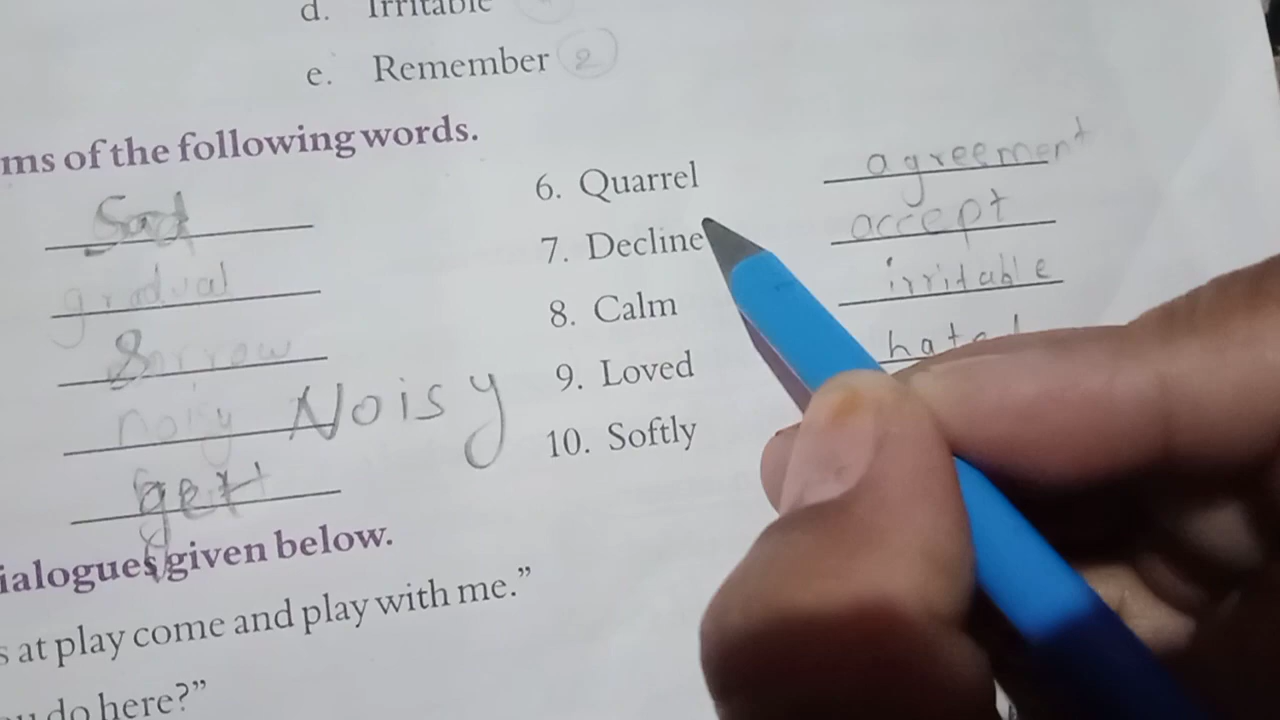 d. Irritable
e. Remember 2
ms of the following words.
Sad
gradual
Sorrow
noisy Noisy
get
6. Quarrel agreement
7. Decline accept
8. Calm irritable
9. Loved hated
10. Softly
ialogues given below.
s at play come and play with me.”
u do here?”